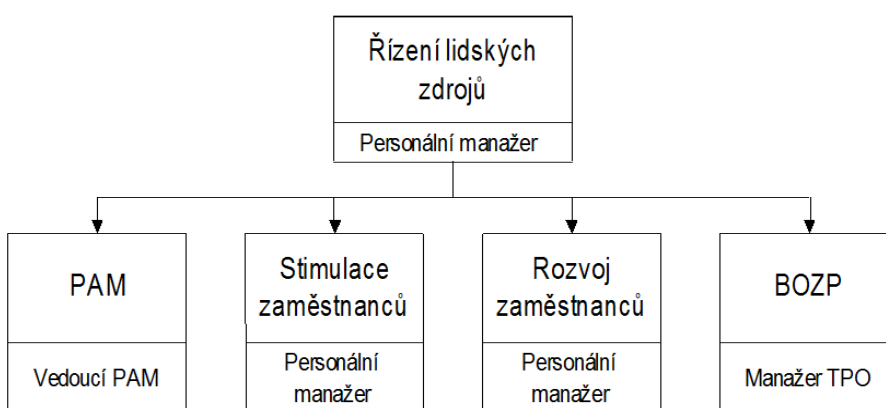 Řízení lidských
zdrojů
Personální manažer
PAM
Vedoucí PAM
Stimulace
zaměstnanců
Personální
manažer
Rozvoj
zaměstnanců
Personální
manažer
BOZP
Manažer TPO